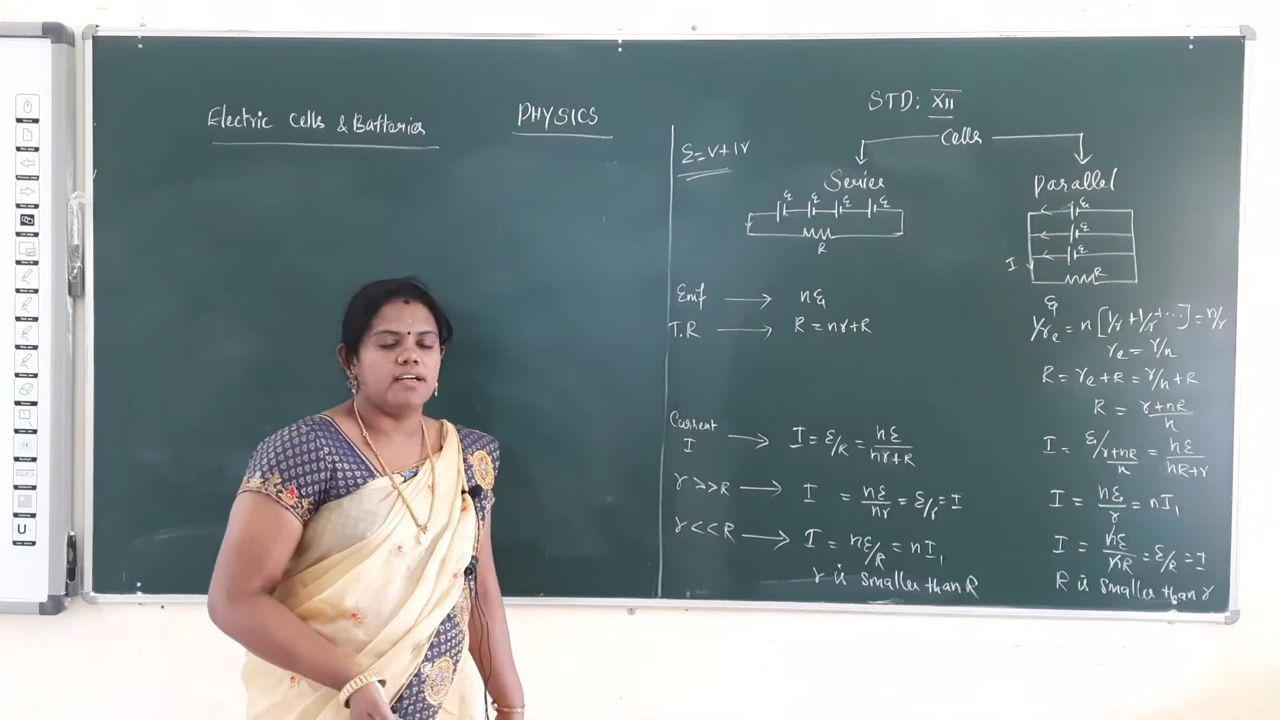 Electric Cells & Batteries
PHYSICS
STD: XII
Cells
ε=V+Ir
Series
Parallel
ε ε ε ε
R
ε
ε
ε
I
R
Emf → nε
ε
T.R → R = nr+R
1/re = n[1/r+1/r+...] = n/r
re = r/n
R = re+R = r/n+R
R = r+nR/n
Current
I → I = ε/R = nε/nr+R
I = ε/r+nR/n = nε/nR+r
r>>R → I = nε/nr = ε/r = I
I = nε/r = nI1
r<<R → I = nε/R = nI1
I = nε/nR = ε/R = I
r is smaller than R
R is smaller than r
U